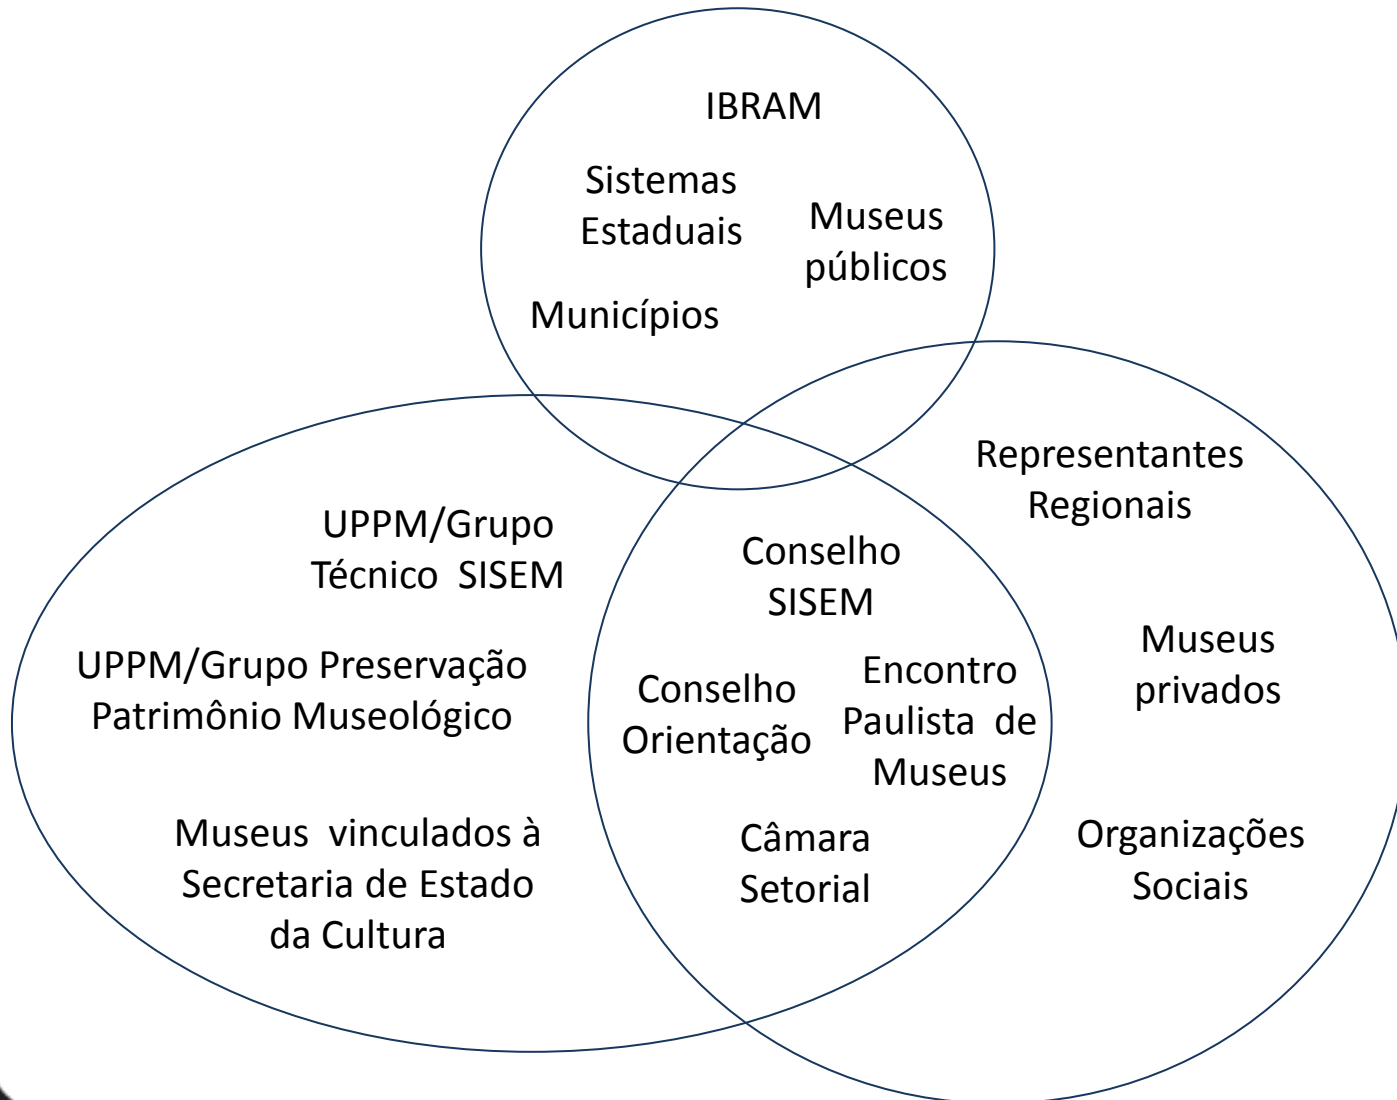 IBRAM
Sistemas
Estaduais
Museus
públicos
Municípios
UPPM/Grupo
Técnico SISEM
UPPM/Grupo Preservação
Patrimônio Museológico
Museus vinculados à
Secretaria de Estado
da Cultura
Conselho
SISEM
Conselho
Orientação
Encontro
Paulista de
Museus
Câmara
Setorial
Representantes
Regionais
Museus
privados
Organizações
Sociais